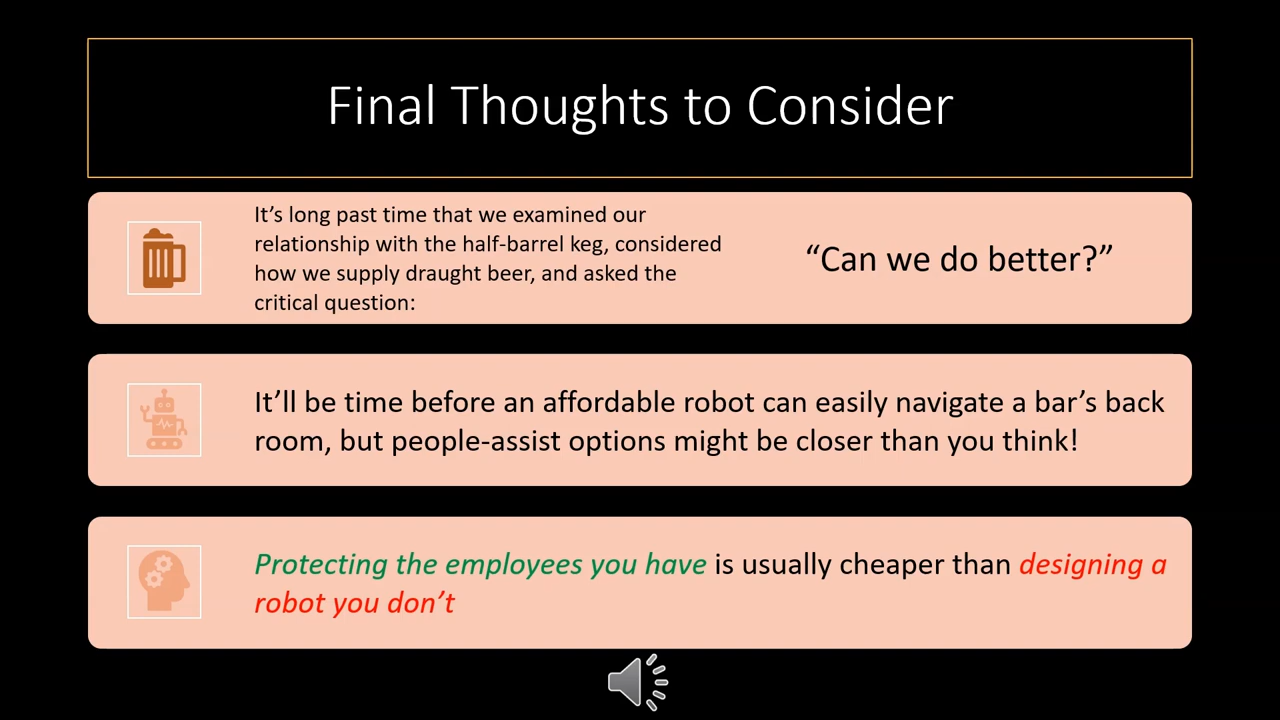 Final Thoughts to Consider
It’s long past time that we examined our
relationship with the half-barrel keg, considered
how we supply draught beer, and asked the
critical question:
“Can we do better?”
It’ll be time before an affordable robot can easily navigate a bar’s back
room, but people-assist options might be closer than you think!
Protecting the employees you have is usually cheaper than designing a
robot you don’t